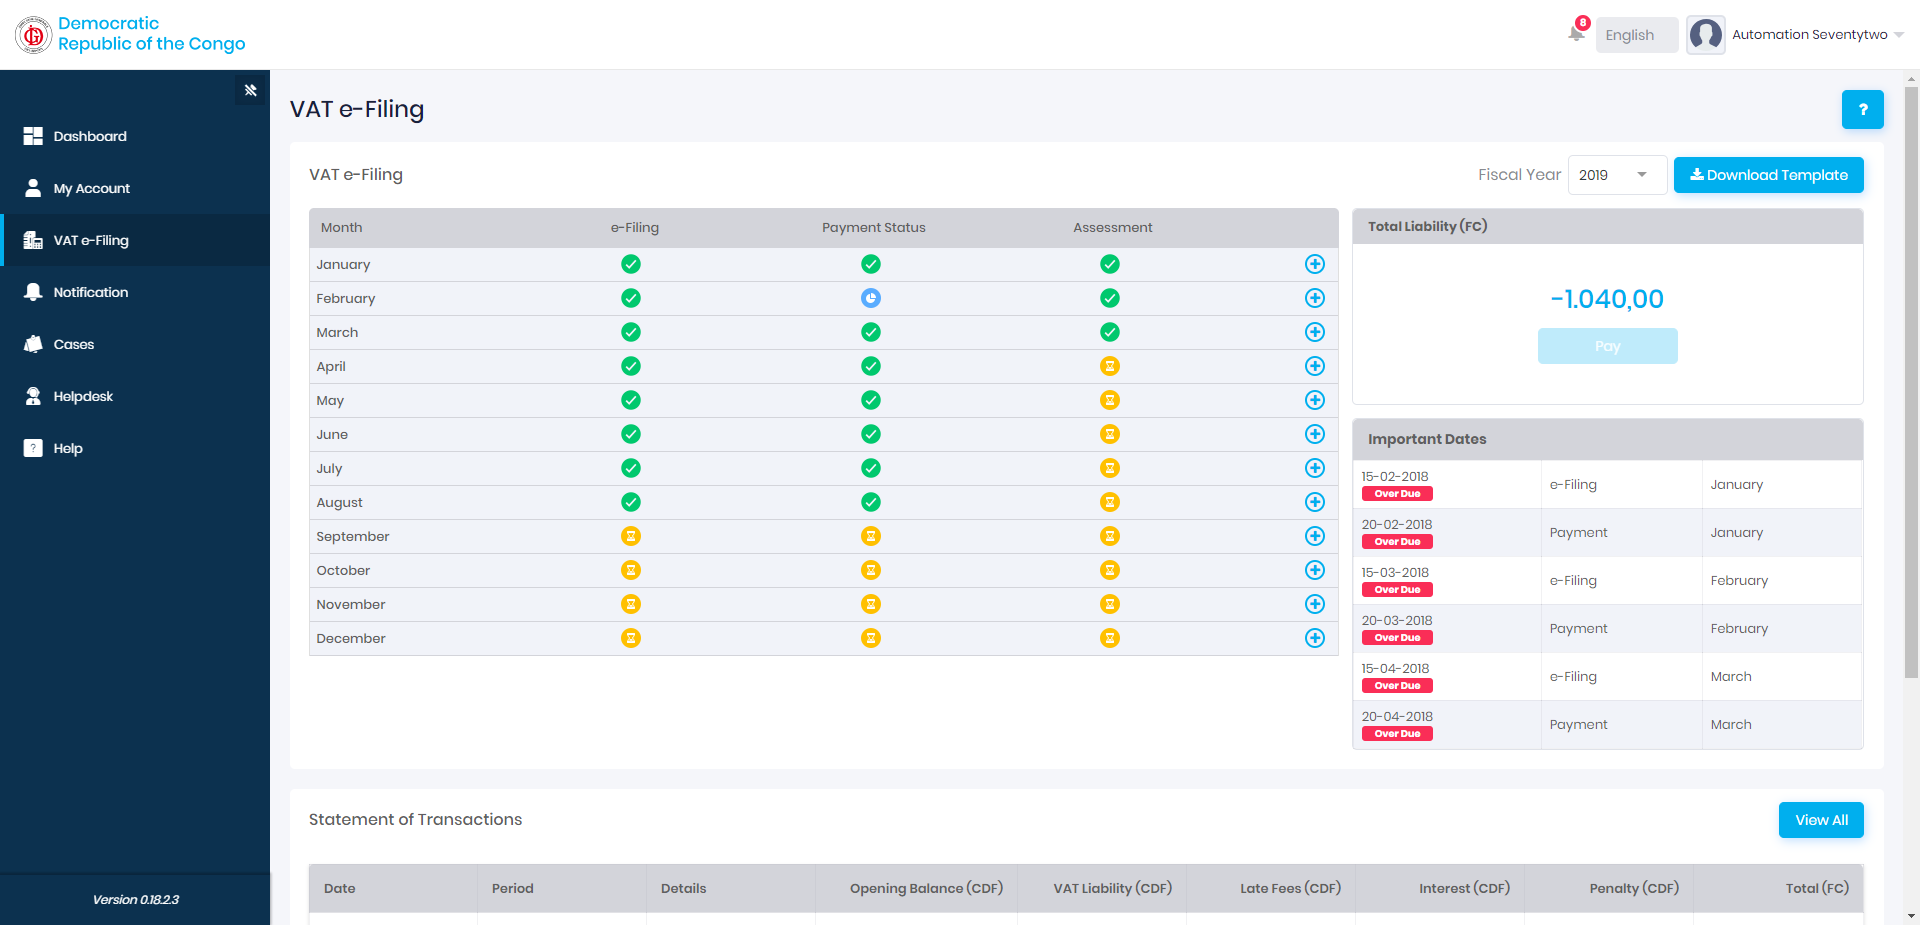 Democratic
Republic of the Congo
8
English
Automation Seventytwo
Dashboard
My Account
VAT e-Filing
Notification
Cases
Helpdesk
? Help
Version 0.18.2.3
VAT e-Filing
?
VAT e-Filing
Fiscal Year 2019 Download Template
Month e-Filing Payment Status Assessment
January
February
March
April
May
June
July
August
September
October
November
December
Total Liability (FC)
-1.040,00
Pay
Important Dates
15-02-2018
Over Due
e-Filing January
20-02-2018
Over Due
Payment January
15-03-2018
Over Due
e-Filing February
20-03-2018
Over Due
Payment February
15-04-2018
Over Due
e-Filing March
20-04-2018
Over Due
Payment March
Statement of Transactions
View All
Date Period Details Opening Balance (CDF) VAT Liability (CDF) Late Fees (CDF) Interest (CDF) Penalty (CDF) Total (FC)